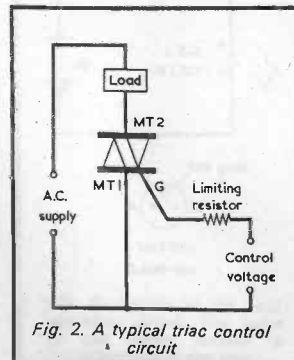 Load
MT2
MT1
G
Limiting
resistor
A.C.
supply
Control
voltage
Fig. 2. A typical triac control
circuit